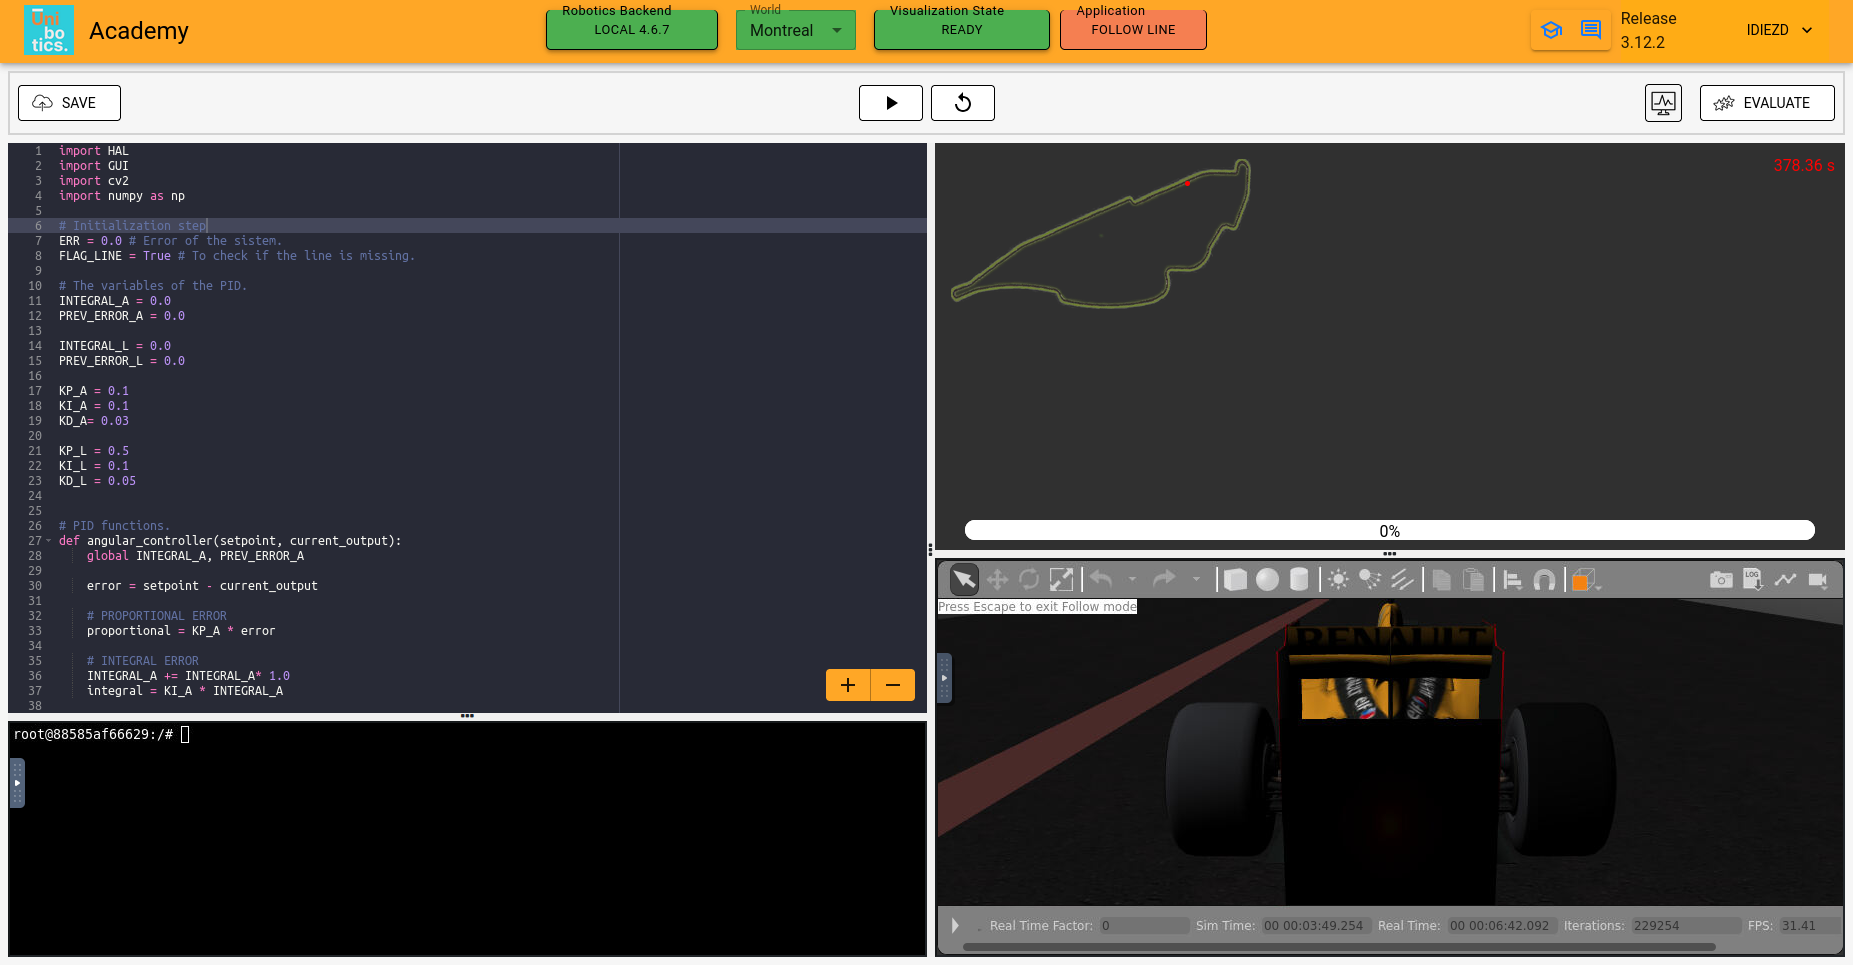 Uni
bo
tics.
Academy
Robotics Backend
LOCAL 4.6.7
World
Montreal
Visualization State
READY
Application
FOLLOW LINE
Release
3.12.2
IDIEZD
SAVE
EVALUATE
1 import HAL
2 import GUI
3 import cv2
4 import numpy as np
5
6 # Initialization step
7 ERR = 0.0 # Error of the sistem.
8 FLAG_LINE = True # To check if the line is missing.
9
10 # The variables of the PID.
11 INTEGRAL_A = 0.0
12 PREV_ERROR_A = 0.0
13
14 INTEGRAL_L = 0.0
15 PREV_ERROR_L = 0.0
16
17 KP_A = 0.1
18 KI_A = 0.1
19 KD_A= 0.03
20
21 KP_L = 0.5
22 KI_L = 0.1
23 KD_L = 0.05
24
25
26 # PID functions.
27 def angular_controller(setpoint, current_output):
28 global INTEGRAL_A, PREV_ERROR_A
29
30 error = setpoint - current_output
31
32 # PROPORTIONAL ERROR
33 proportional = KP_A * error
34
35 # INTEGRAL ERROR
36 INTEGRAL_A += INTEGRAL_A* 1.0
37 integral = KI_A * INTEGRAL_A
38
+ −
root@88585af66629:/#
378.36 s
0%
LOG
Press Escape to exit Follow mode
RENAULT
elf elf
Real Time Factor: 0 Sim Time: 00 00:03:49.254 Real Time: 00 00:06:42.092 Iterations: 229254 FPS: 31.41